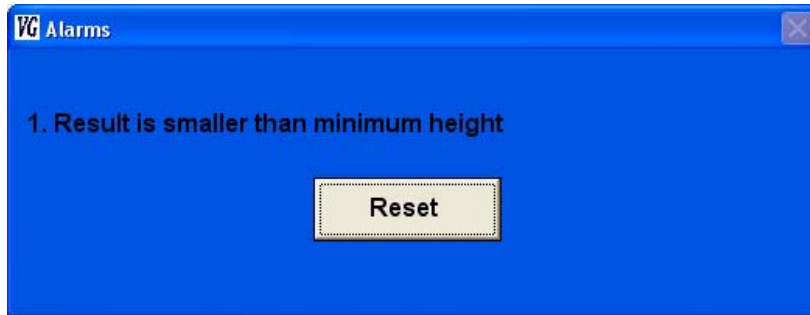 VG Alarms
1. Result is smaller than minimum height
Reset